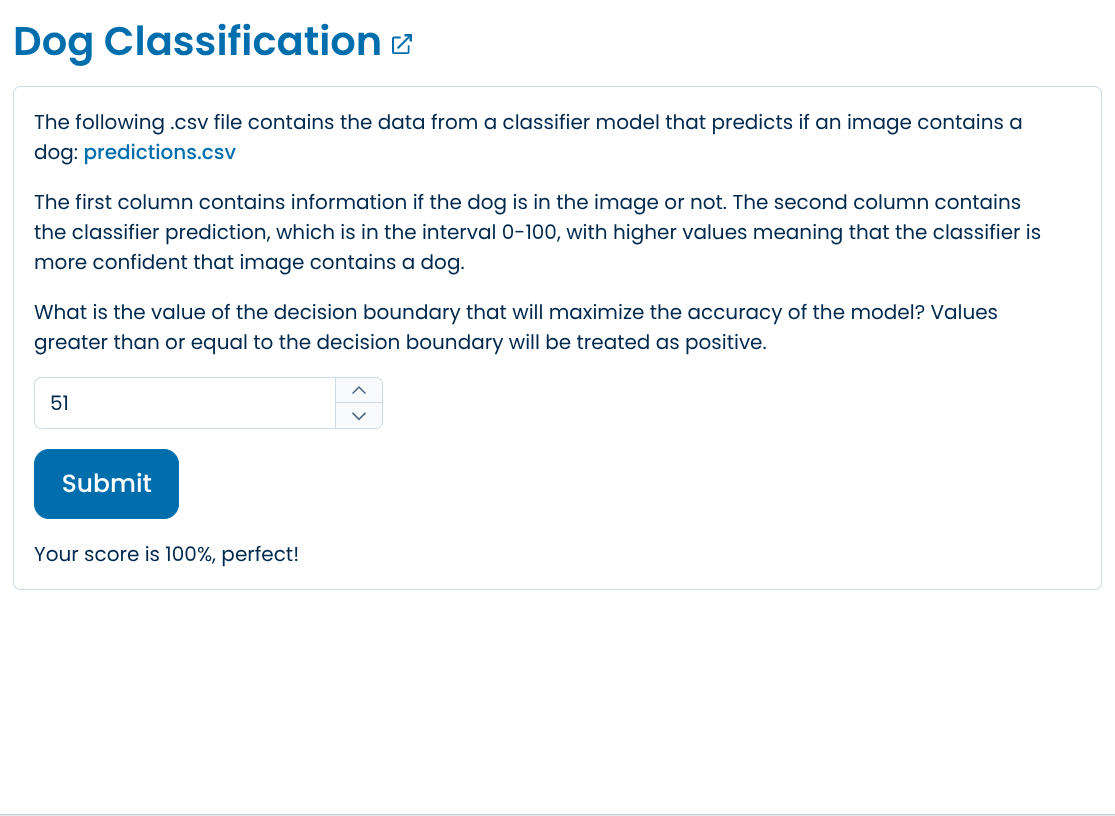 Dog Classification
The following .csv file contains the data from a classifier model that predicts if an image contains a
dog: predictions.csv
The first column contains information if the dog is in the image or not. The second column contains
the classifier prediction, which is in the interval 0-100, with higher values meaning that the classifier is
more confident that image contains a dog.
What is the value of the decision boundary that will maximize the accuracy of the model? Values
greater than or equal to the decision boundary will be treated as positive.
51
Submit
Your score is 100%, perfect!